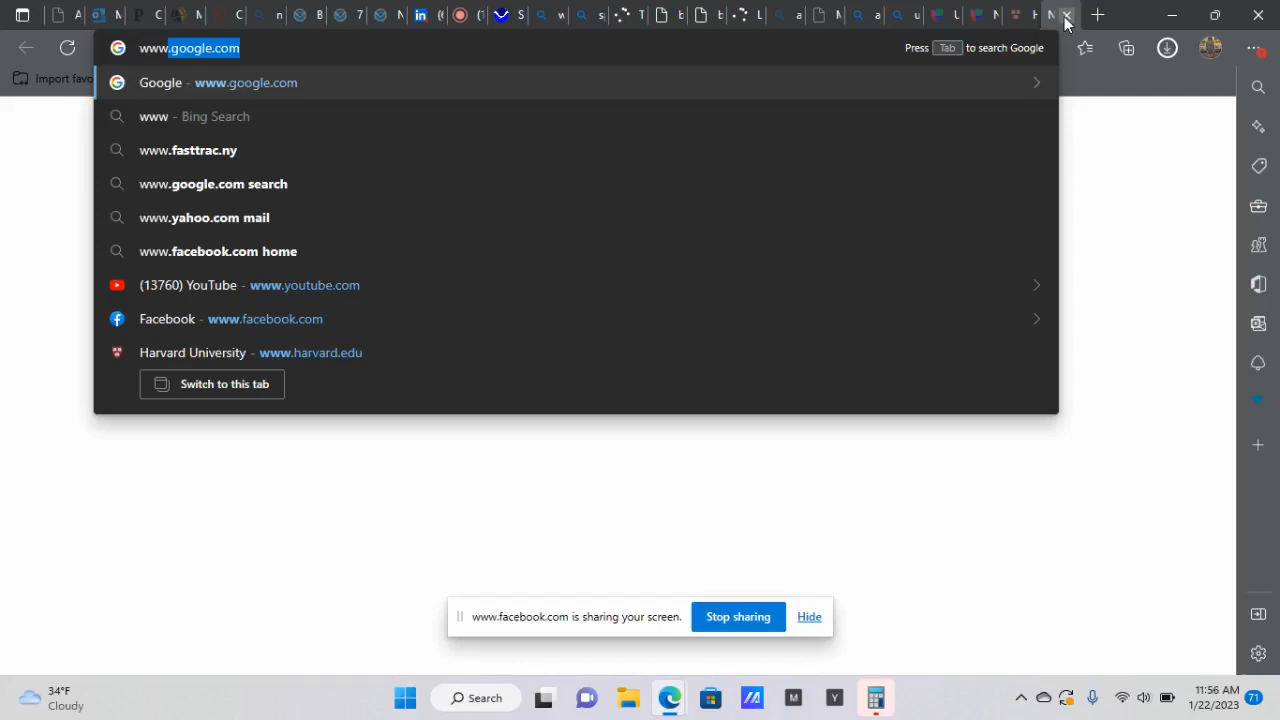 A
P
C
C
n
B
7
N
in
(
(1
S
w
s
T
b
b
L
a
M
a
u
L
N
H
N
www.google.com
Press Tab to search Google
Import favo
Google - www.google.com
www - Bing Search
www.fasttrac.ny
www.google.com search
www.yahoo.com mail
www.facebook.com home
(13760) YouTube - www.youtube.com
Facebook - www.facebook.com
Harvard University - www.harvard.edu
Switch to this tab
www.facebook.com is sharing your screen.
Stop sharing
Hide
34°F
Cloudy
Search
M
Y
11:56 AM
1/22/2023
71